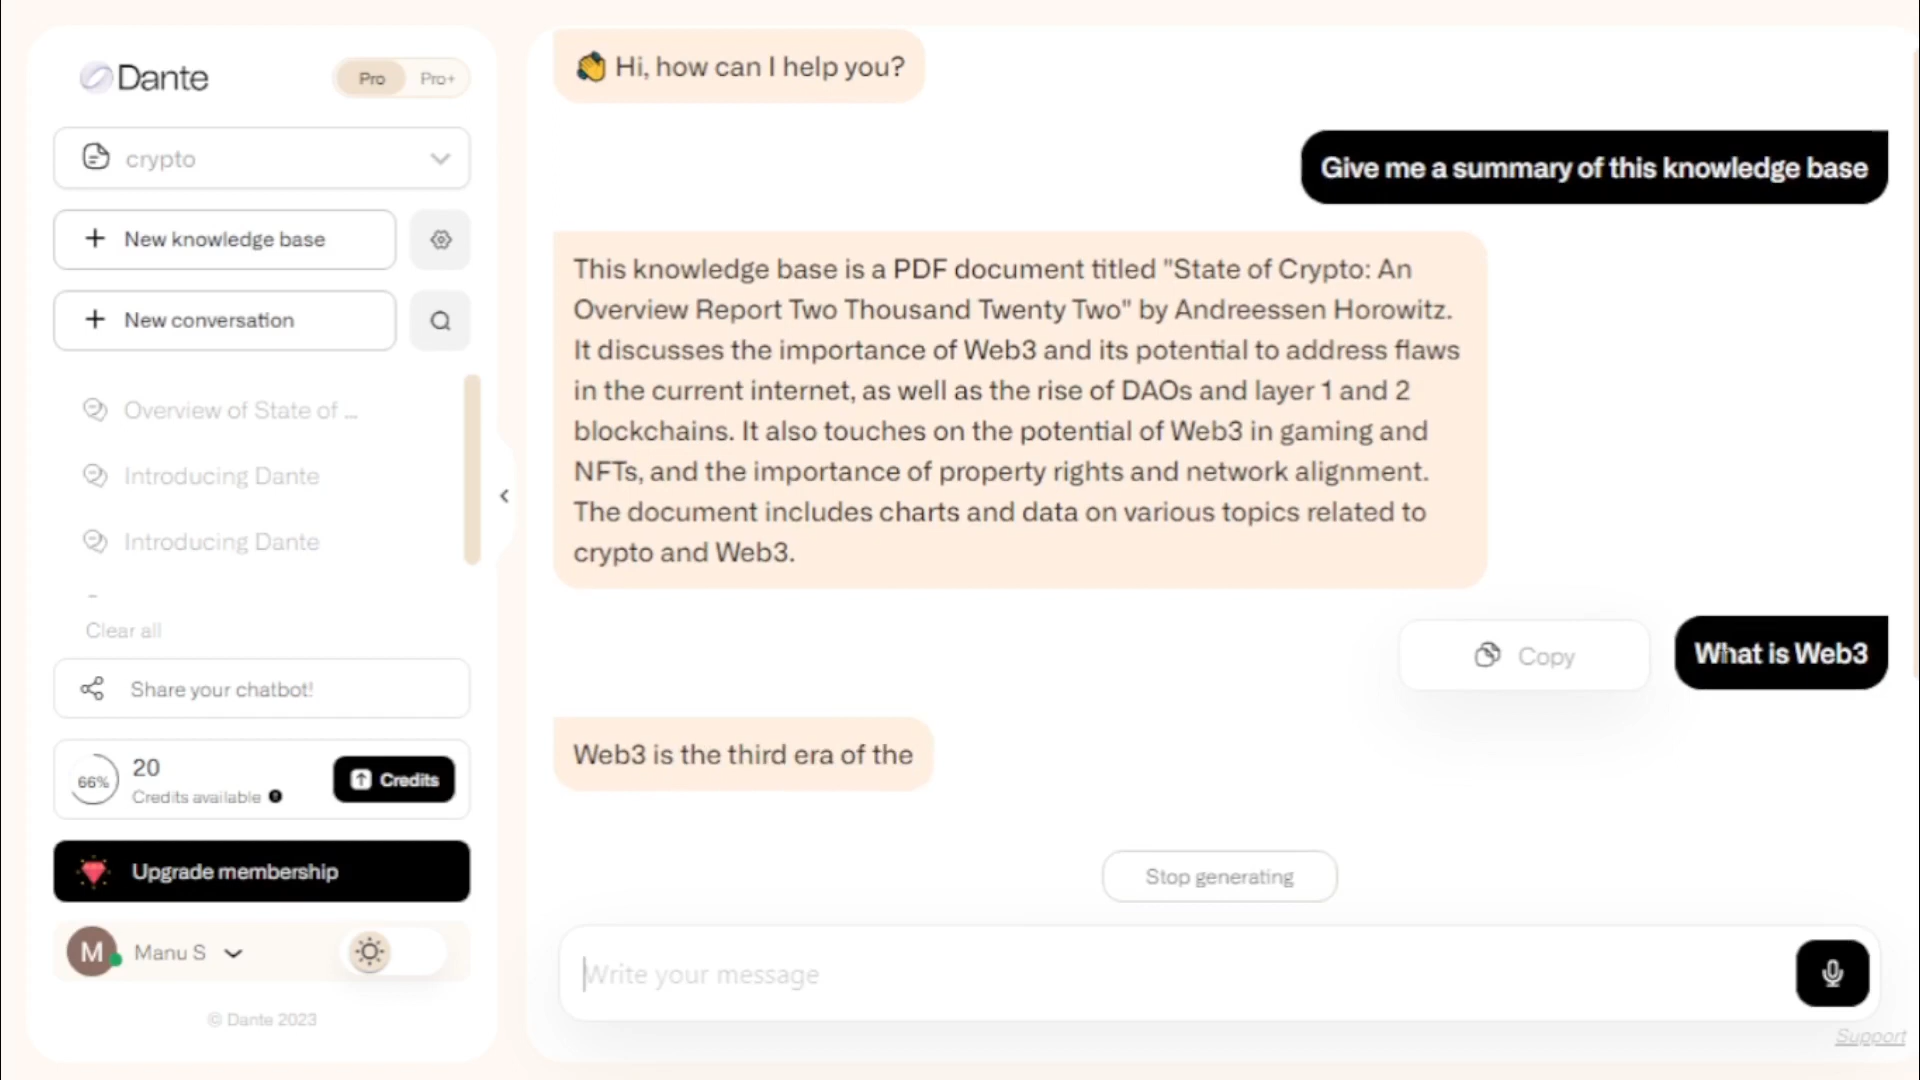 Dante
Pro
Pro+
crypto
+ New knowledge base
+ New conversation
Overview of State of ...
Introducing Dante
Introducing Dante
Clear all
Share your chatbot!
66%
20
Credits available
Credits
Upgrade membership
M
Manu S
© Dante 2023
Hi, how can I help you?
Give me a summary of this knowledge base
This knowledge base is a PDF document titled "State of Crypto: An
Overview Report Two Thousand Twenty Two" by Andreessen Horowitz.
It discusses the importance of Web3 and its potential to address flaws
in the current internet, as well as the rise of DAOs and layer 1 and 2
blockchains. It also touches on the potential of Web3 in gaming and
NFTs, and the importance of property rights and network alignment.
The document includes charts and data on various topics related to
crypto and Web3.
Copy
What is Web3
Web3 is the third era of the
Stop generating
Write your message
Support